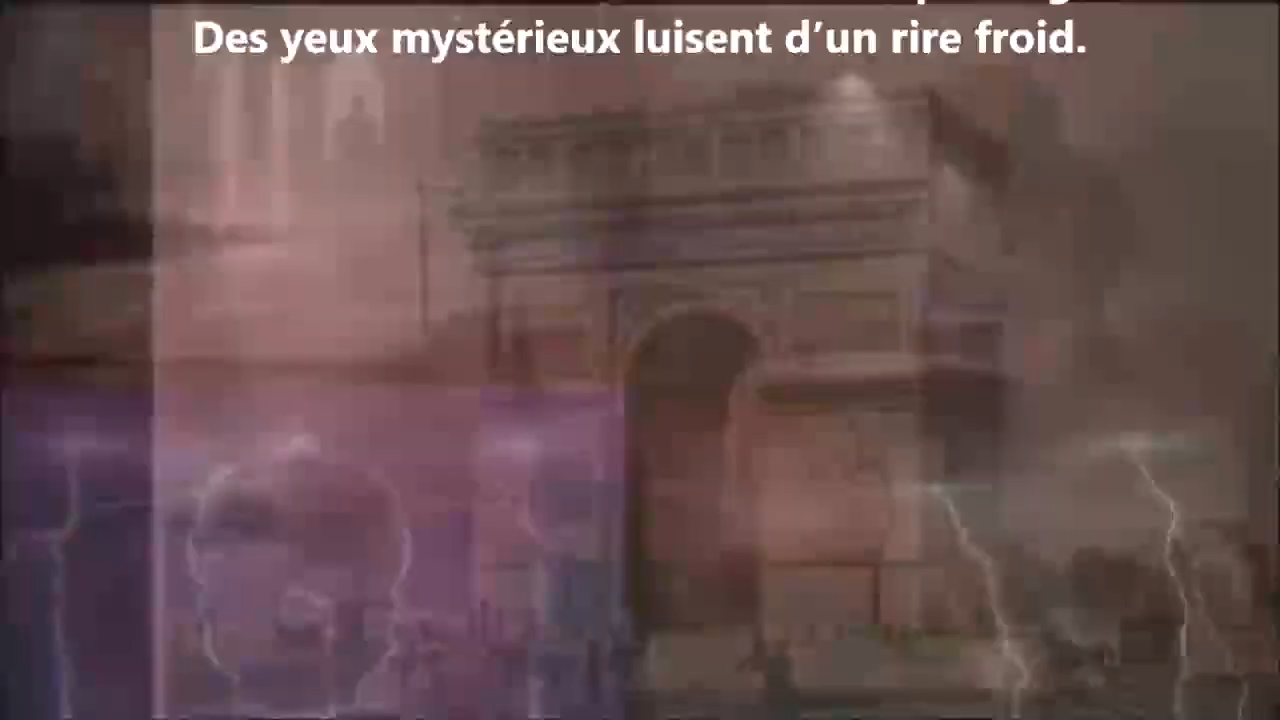 Des yeux mystérieux luisent d’un rire froid.